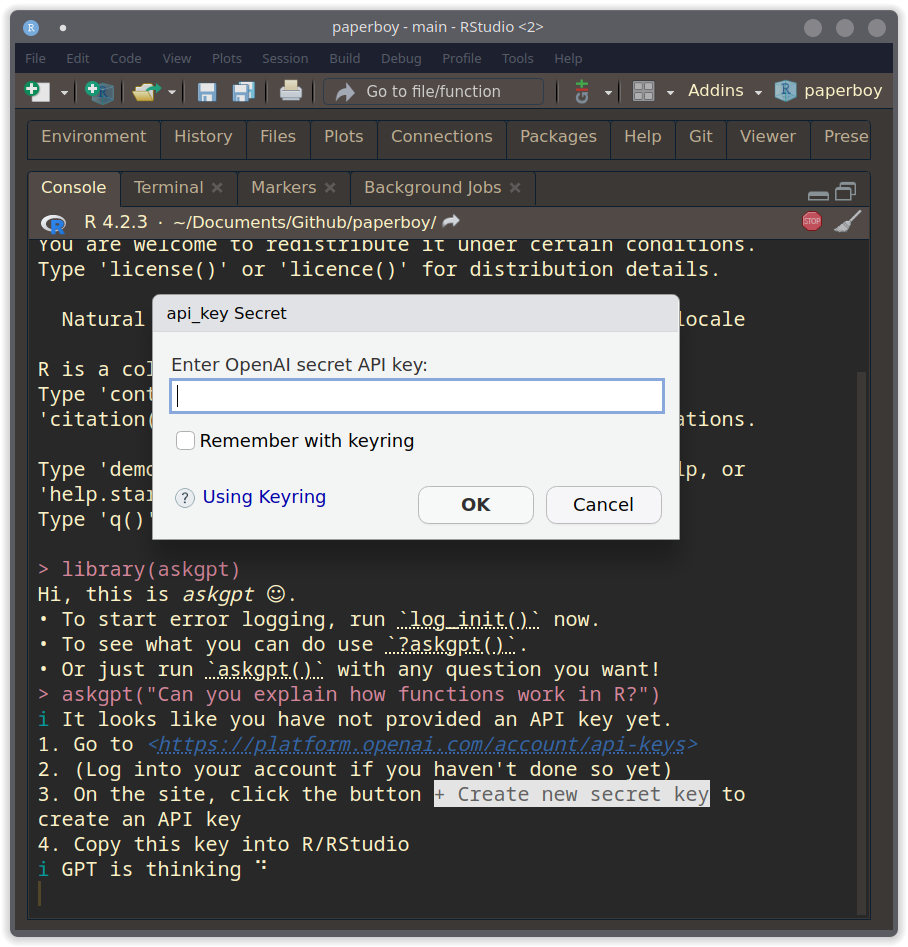 paperboy - main - RStudio <2>
File Edit Code View Plots Session Build Debug Profile Tools Help
Go to file/function Addins paperboy
Environment History Files Plots Connections Packages Help Git Viewer Prese
Console Terminal Markers Background Jobs
R 4.2.3 · ~/Documents/Github/paperboy/ STOP
You are welcome to redistribute it under certain conditions.
Type 'license()' or 'licence()' for distribution details.
Natural locale
R is a col
Type 'cont
'citation( ations.
Type 'demo lp, or
'help.star
Type 'q()'
api_key Secret
Enter OpenAI secret API key:
Remember with keyring
? Using Keyring
OK Cancel
> library(askgpt)
Hi, this is askgpt ☺.
• To start error logging, run `log_init()` now.
• To see what you can do use `?askgpt()`.
• Or just run `askgpt()` with any question you want!
> askgpt("Can you explain how functions work in R?")
i It looks like you have not provided an API key yet.
1. Go to <https://platform.openai.com/account/api-keys>
2. (Log into your account if you haven't done so yet)
3. On the site, click the button + Create new secret key to
create an API key
4. Copy this key into R/RStudio
i GPT is thinking ⠙